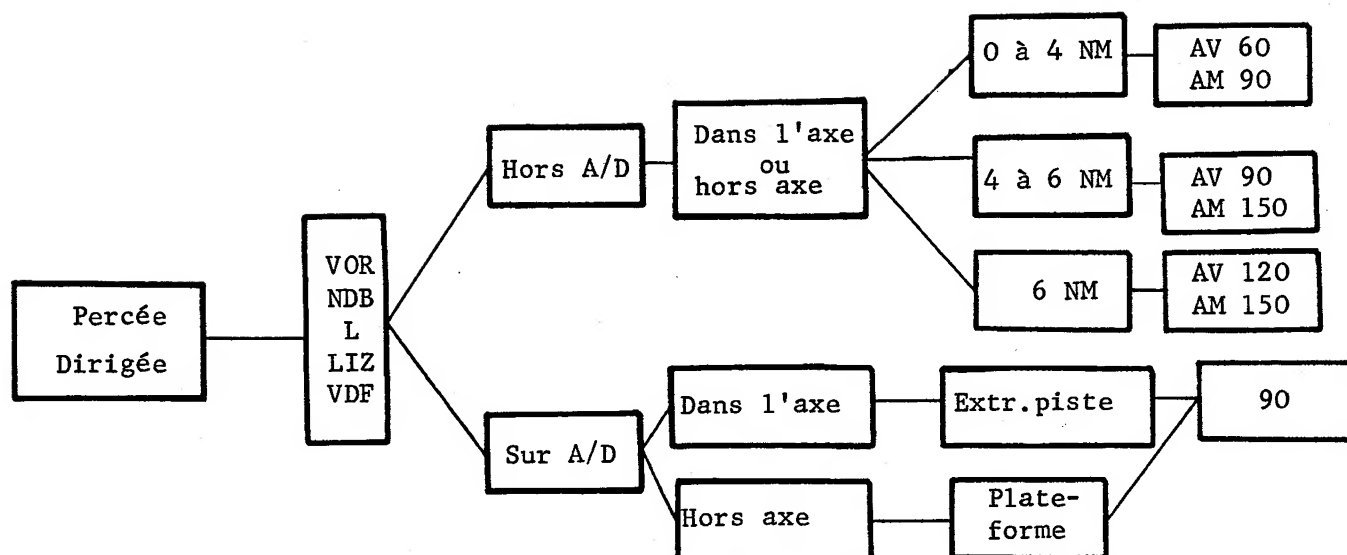 Percée
Dirigée
VOR
NDB
L
LIZ
VDF
Hors A/D
Dans l'axe
ou
hors axe
0 à 4 NM
AV 60
AM 90
4 à 6 NM
AV 90
AM 150
6 NM
AV 120
AM 150
Sur A/D
Dans l'axe
Extr.piste
90
Hors axe
Plate-
forme